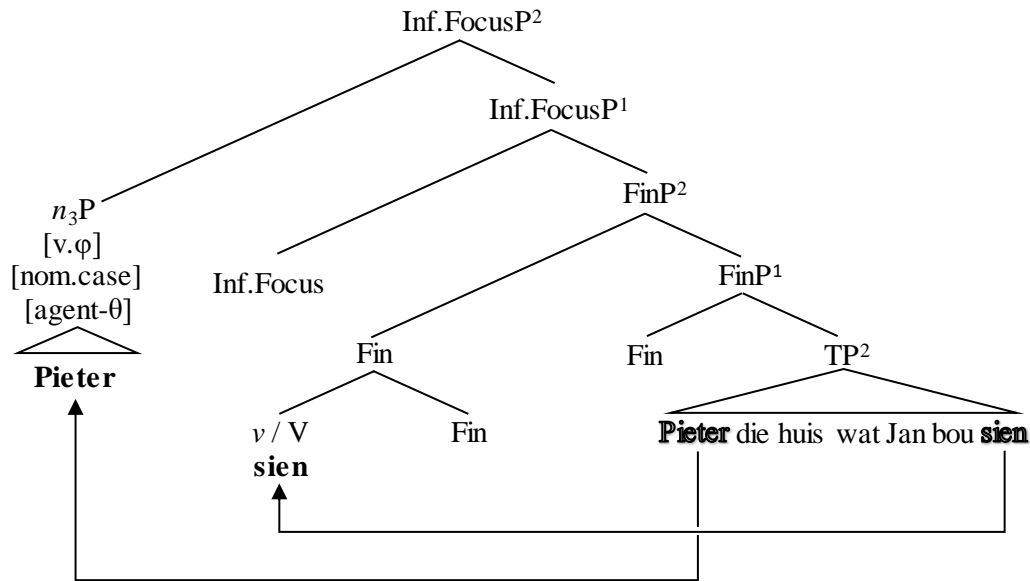 Inf.FocusP²
Inf.FocusP¹
n₃P FinP²
[v.φ]
[nom.case] Inf.Focus FinP¹
[agent-θ]
Fin Fin TP²
Pieter
v / V Fin Pieter die huis wat Jan bou sien
sien